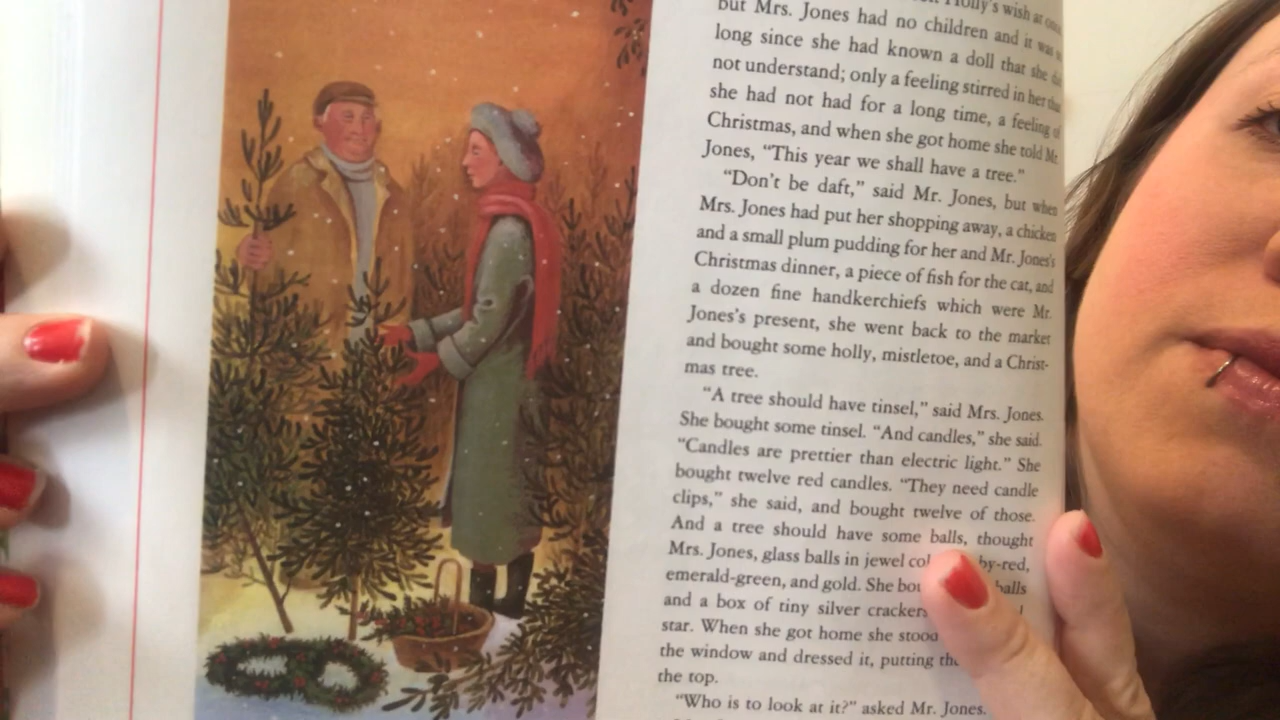 Holly's wish at
but Mrs. Jones had no children and it was
long since she had known a doll that she
not understand; only a feeling stirred in her
she had not had for a long time, a feeling of
Christmas, and when she got home she told Mr.
Jones, “This year we shall have a tree.”
“Don't be daft,” said Mr. Jones, but when
Mrs. Jones had put her shopping away, a chicken
and a small plum pudding for her and Mr. Jones's
Christmas dinner, a piece of fish for the cat, and
a dozen fine handkerchiefs which were Mr.
Jones's present, she went back to the market
and bought some holly, mistletoe, and a Christ-
mas tree.
“A tree should have tinsel,” said Mrs. Jones.
She bought some tinsel. “And candles,” she said.
“Candles are prettier than electric light.” She
bought twelve red candles. “They need candle
clips,” she said, and bought twelve of those.
And a tree should have some balls, thought
Mrs. Jones, glass balls in jewel by-red,
emerald-green, and gold. She balls
and a box of tiny silver crackers
star. When she got home she stood
the window and dressed it, putting
the top.
“Who is to look at it?” asked Mr. Jones.